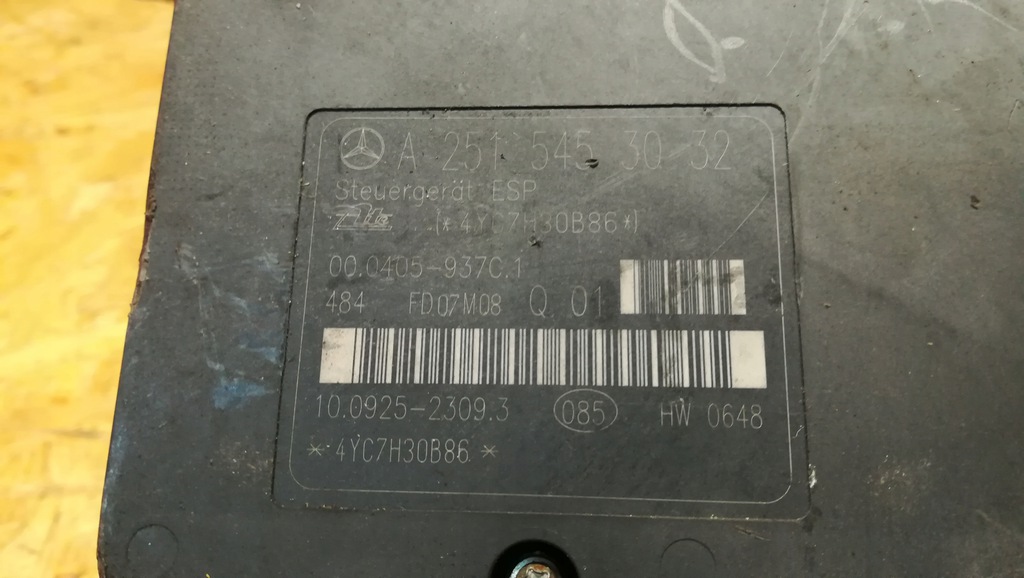 A 251 545 30 32
Steuergerät ESP
Ate [*4YC7H30B86*]
00.0405-937C.1
484 FD07M08 Q 01
10.0925-2309.3 085 HW 0648
*4YC7H30B86*